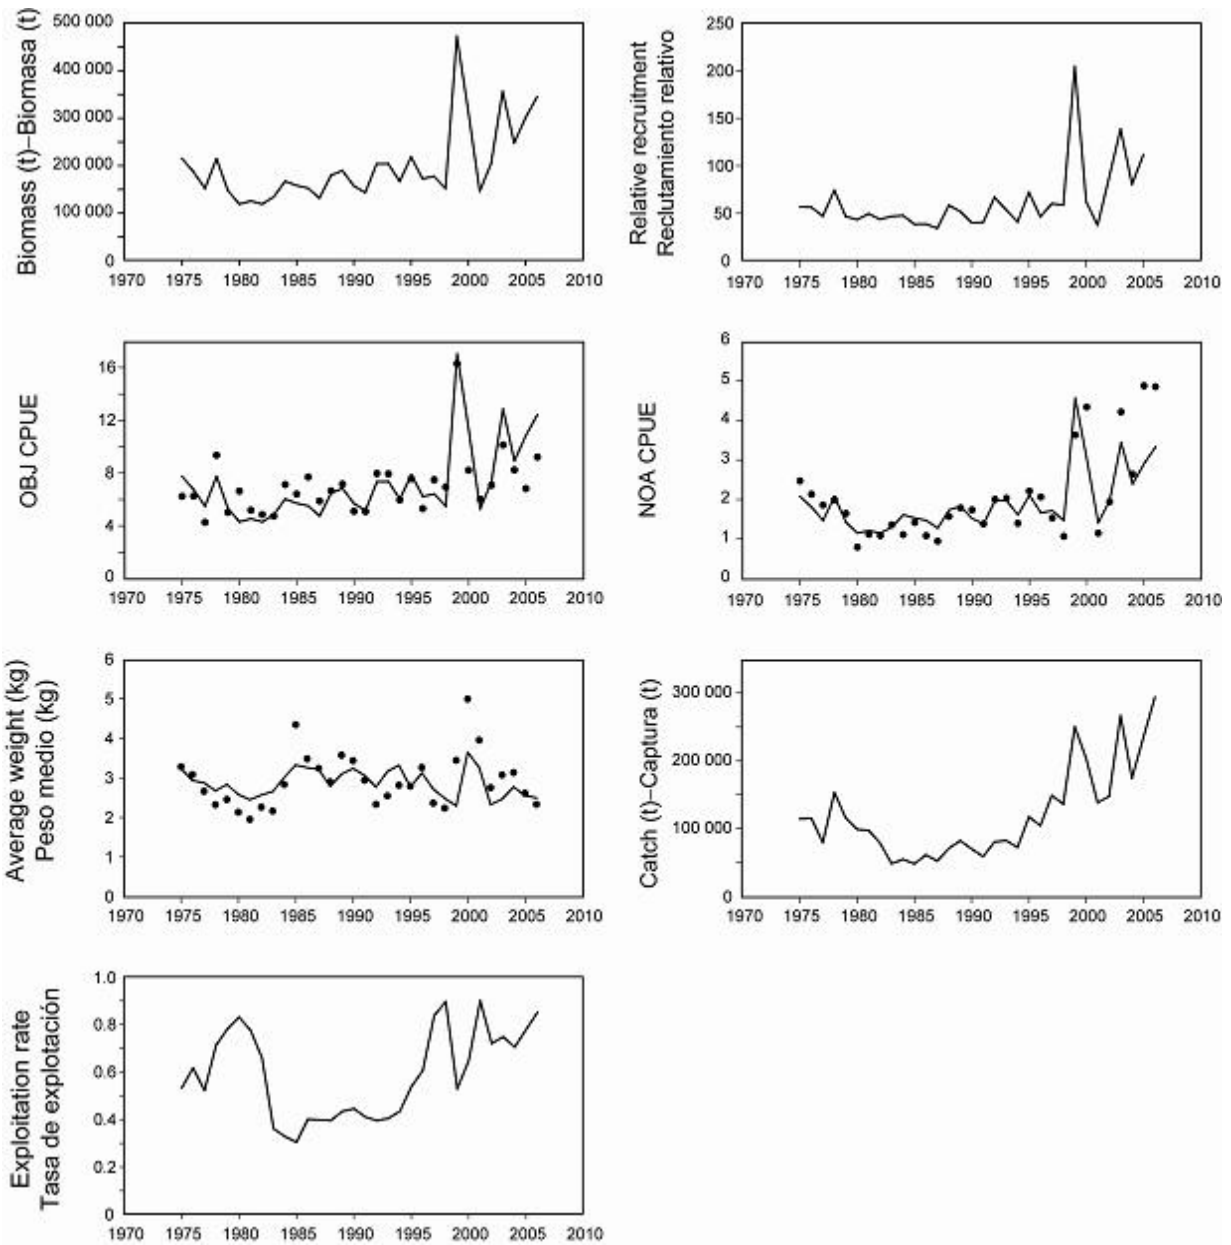 Biomass (t)–Biomasa (t)
500 000
400 000
300 000
200 000
100 000
0
1970 1975 1980 1985 1990 1995 2000 2005 2010
Relative recruitment
Reclutamiento relativo
250
200
150
100
50
0
1970 1975 1980 1985 1990 1995 2000 2005 2010
OBJ CPUE
16
12
8
4
0
1970 1975 1980 1985 1990 1995 2000 2005 2010
NOA CPUE
6
5
4
3
2
1
0
1970 1975 1980 1985 1990 1995 2000 2005 2010
Average weight (kg)
Peso medio (kg)
6
5
4
3
2
1
0
1970 1975 1980 1985 1990 1995 2000 2005 2010
Catch (t)–Captura (t)
300 000
200 000
100 000
0
1970 1975 1980 1985 1990 1995 2000 2005 2010
Exploitation rate
Tasa de explotación
1.0
0.8
0.6
0.4
0.2
0
1970 1975 1980 1985 1990 1995 2000 2005 2010